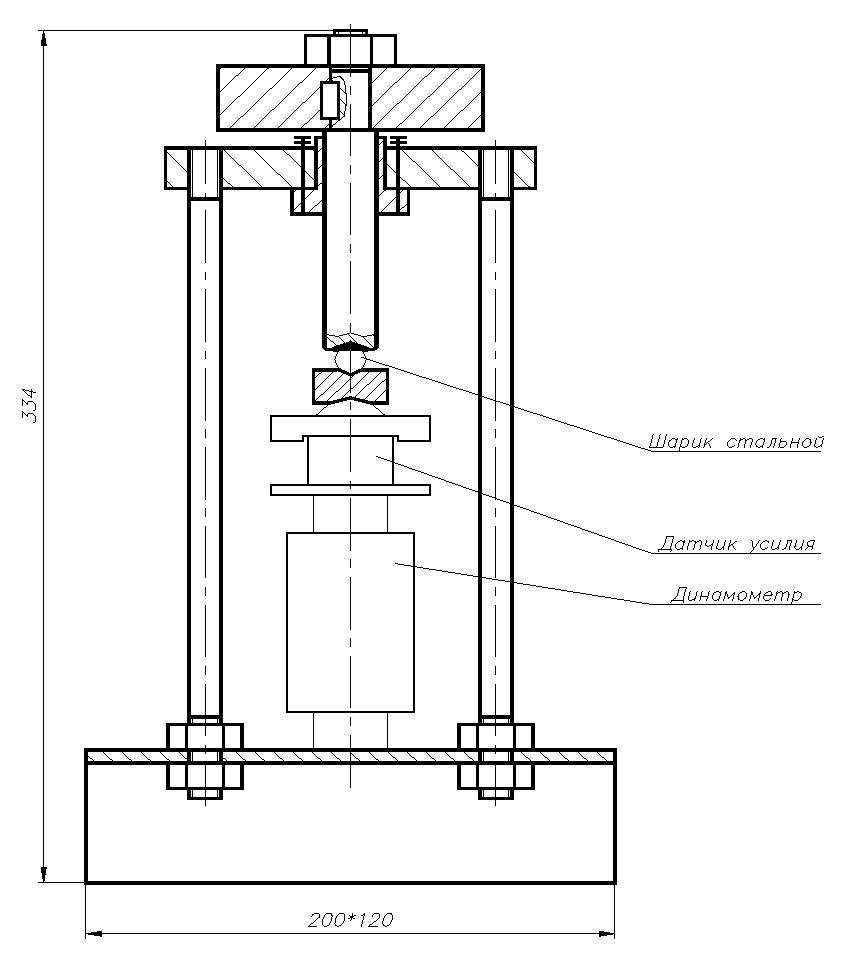 334
Шарик стальной
Датчик усилия
Динамометр
200*120